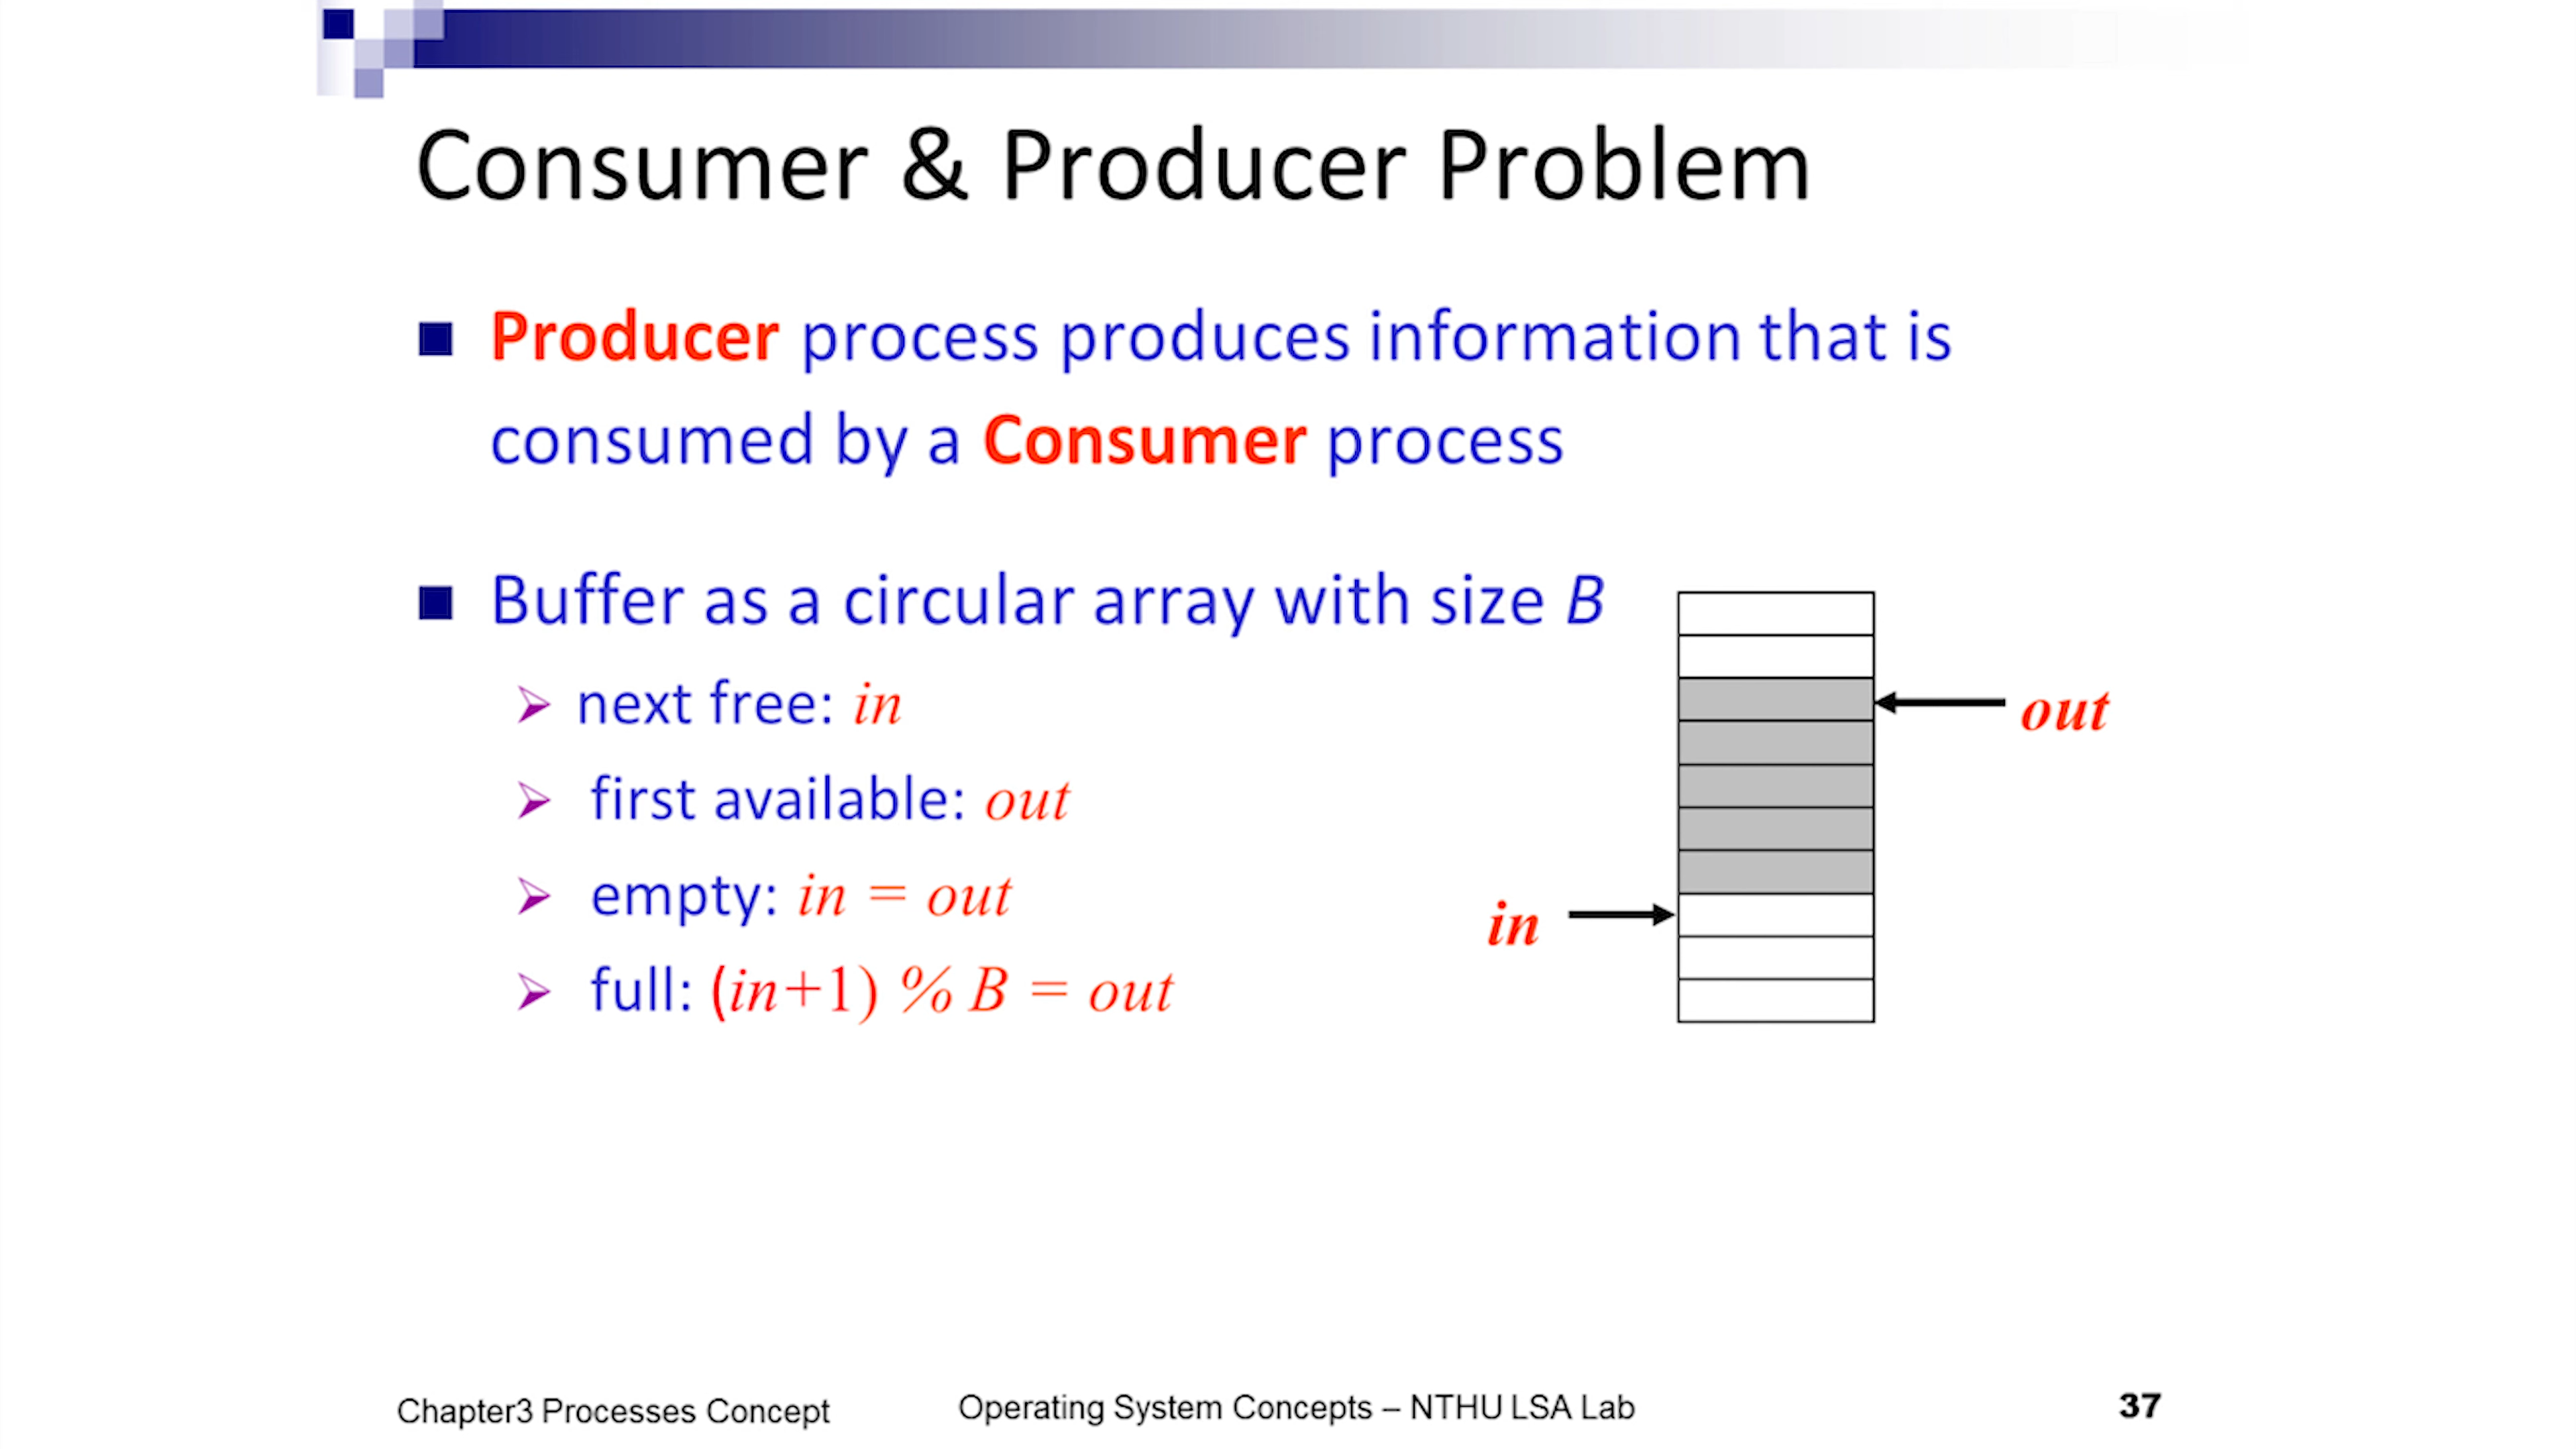 Consumer & Producer Problem
Producer process produces information that is
consumed by a Consumer process
Buffer as a circular array with size B
next free: in
first available: out
empty: in = out
full: (in+1) % B = out
out
in
Chapter3 Processes Concept
Operating System Concepts – NTHU LSA Lab
37